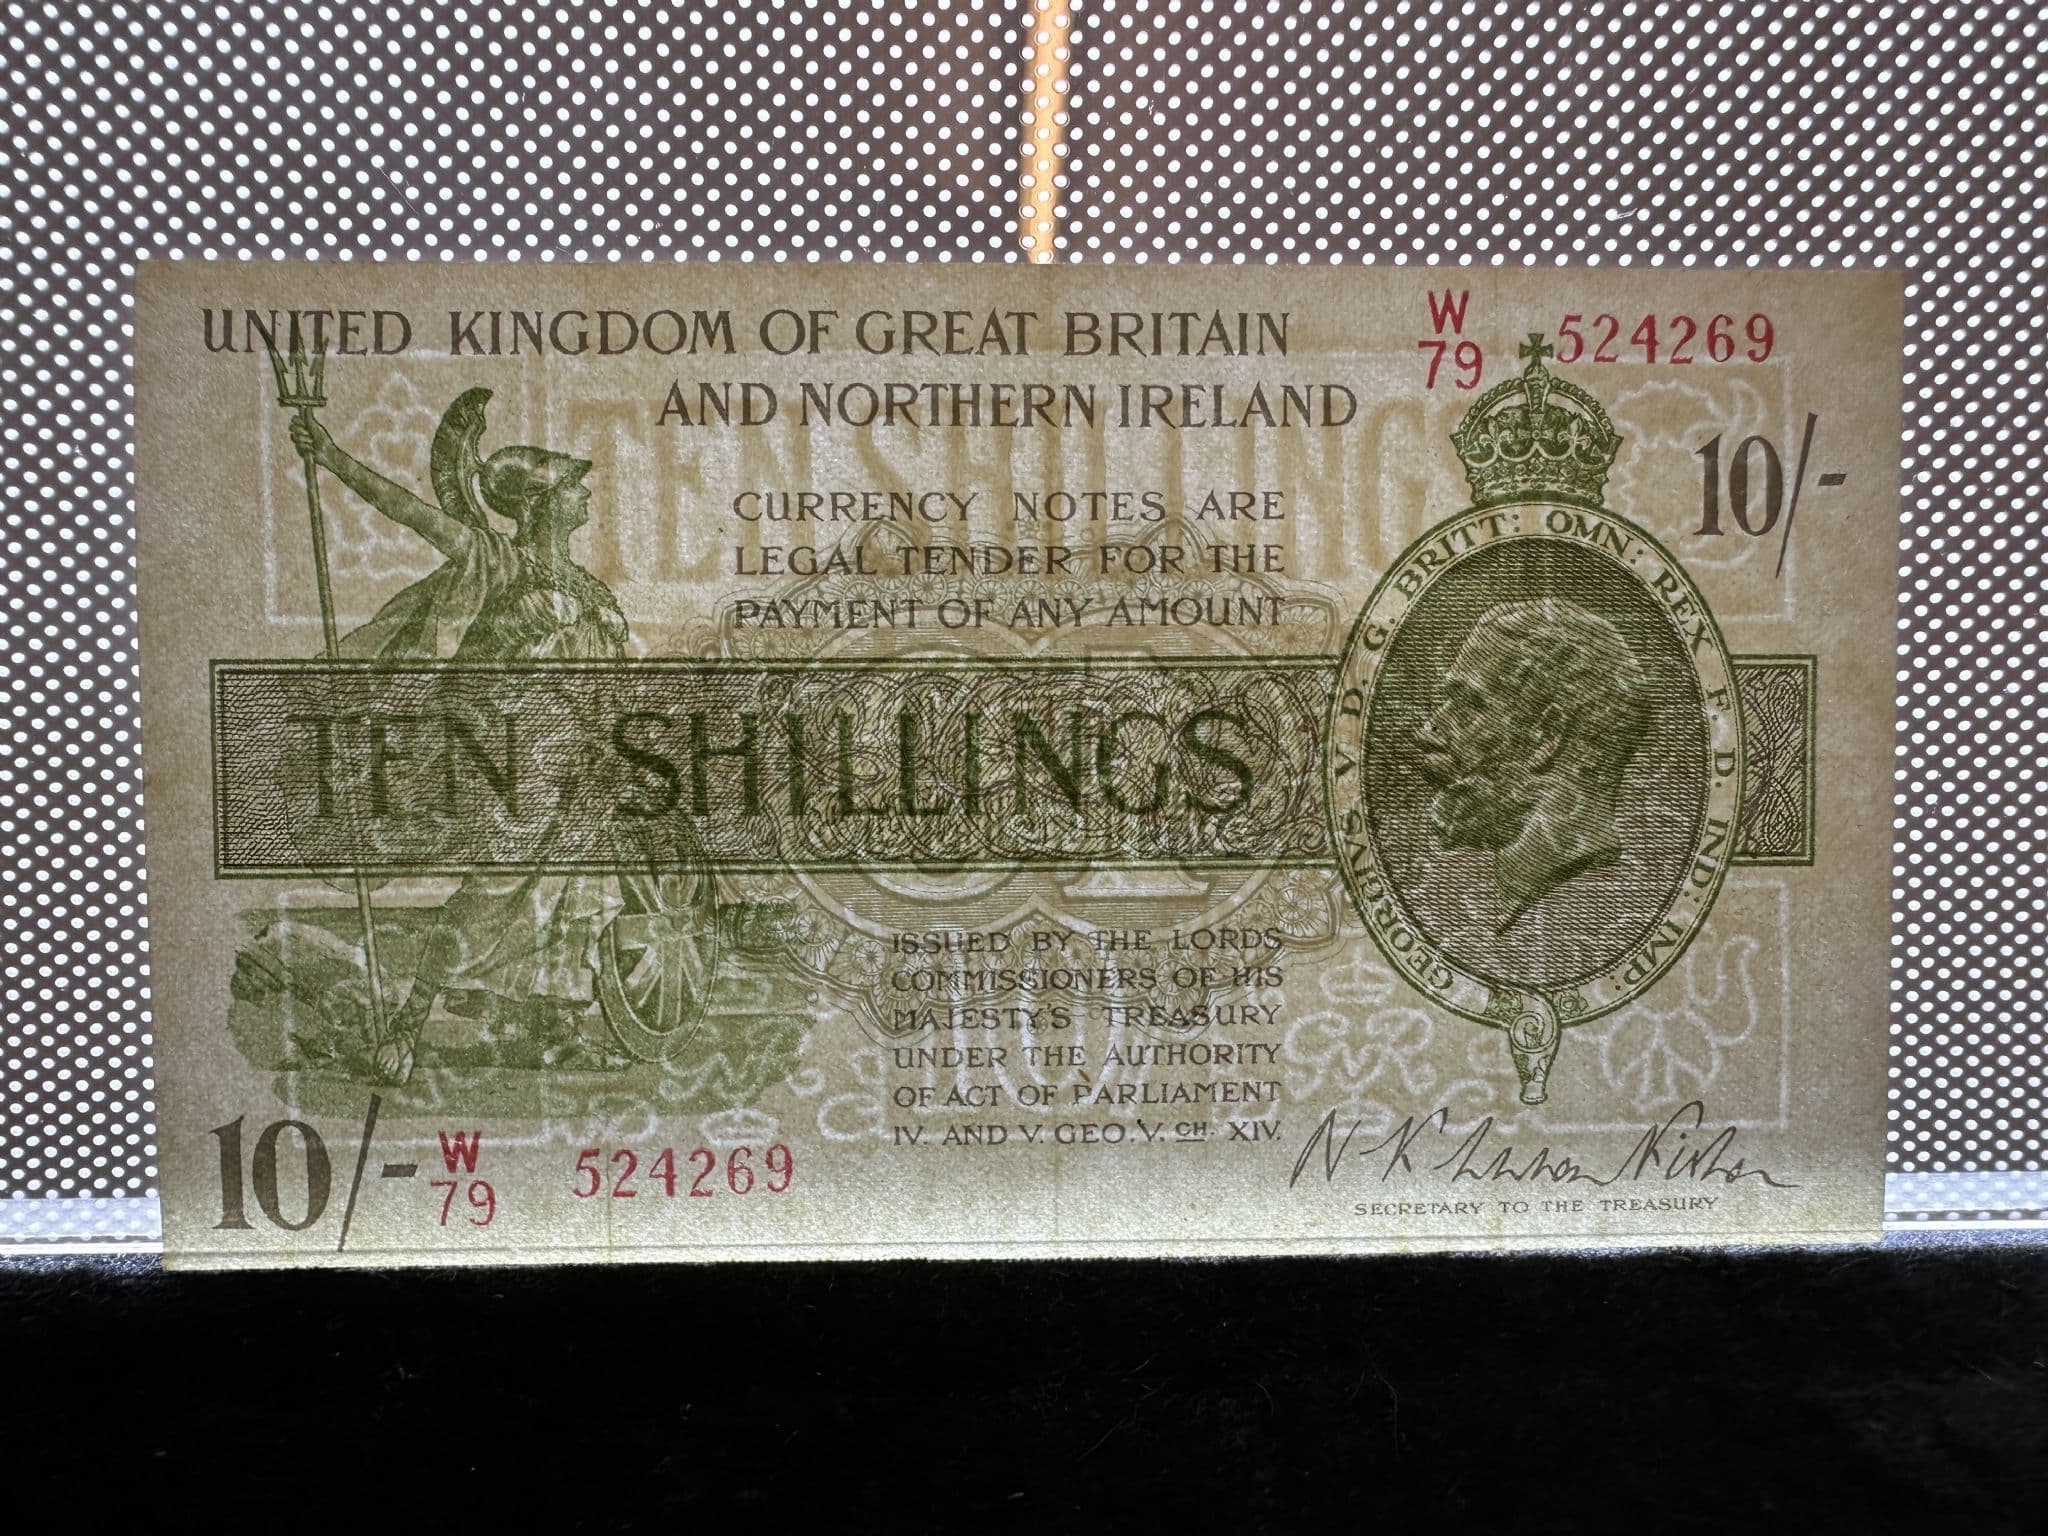 UNITED KINGDOM OF GREAT BRITAIN
AND NORTHERN IRELAND
W
79 524269
10/-
CURRENCY NOTES ARE
LEGAL TENDER FOR THE
PAYMENT OF ANY AMOUNT
TEN SHILLINGS
TEN SHILLINGS
GEORGIVS V D. G. BRITT: OMN: REX F. D. IND: IMP:
ISSUED BY THE LORDS
COMMISSIONERS OF HIS
MAJESTY'S TREASURY
UNDER THE AUTHORITY
OF ACT OF PARLIAMENT
IV. AND V. GEO. V. CH. XIV.
10/-
W
79 524269
SECRETARY TO THE TREASURY